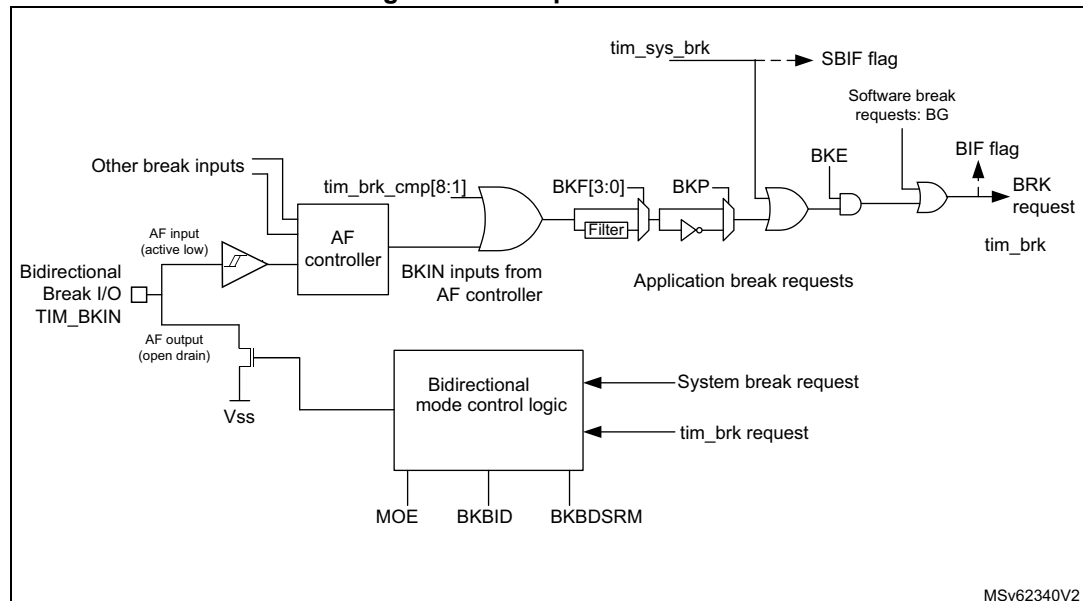 tim_sys_brk
SBIF flag
Software break
requests: BG
BKE
BIF flag
Other break inputs
tim_brk_cmp[8:1]
BKF[3:0]
BKP
BRK
request
Filter
AF input
(active low)
AF
controller
tim_brk
BKIN inputs from
AF controller
Application break requests
Bidirectional
Break I/O
TIM_BKIN
AF output
(open drain)
Bidirectional
mode control logic
System break request
Vss
tim_brk request
MOE
BKBID
BKBDSRM
MSv62340V2